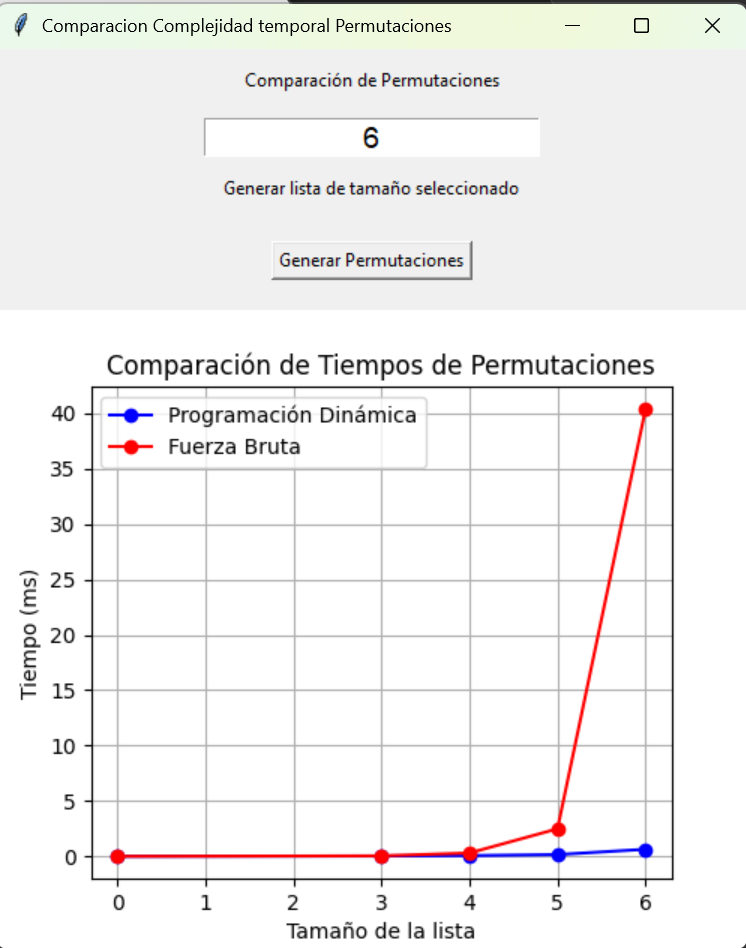 Comparacion Complejidad temporal Permutaciones
Comparación de Permutaciones
6
Generar lista de tamaño seleccionado
Generar Permutaciones
Comparación de Tiempos de Permutaciones
Programación Dinámica
Fuerza Bruta
40
35
30
25
20
15
10
5
0
Tiempo (ms)
0 1 2 3 4 5 6
Tamaño de la lista